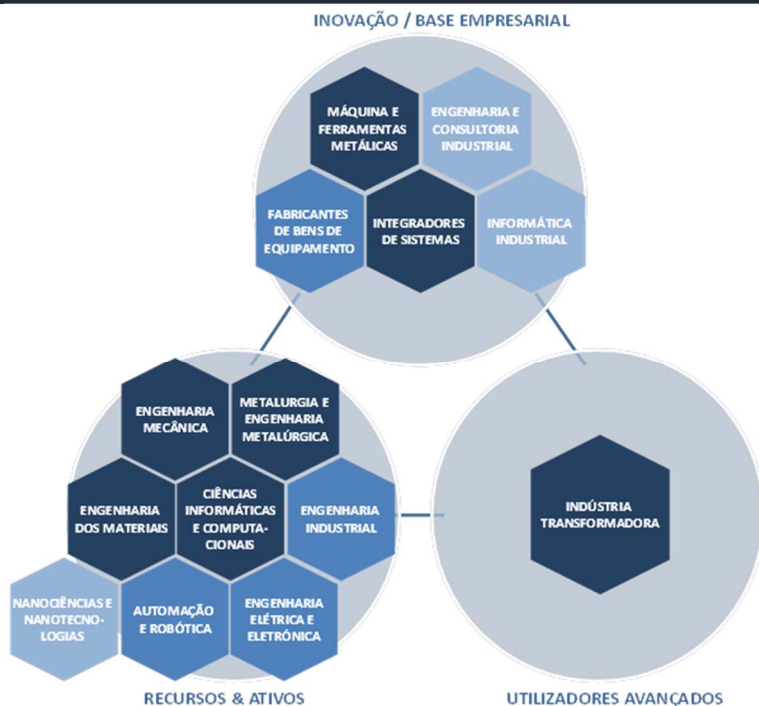 INOVAÇÃO / BASE EMPRESARIAL
MÁQUINA E
FERRAMENTAS
METÁLICAS
ENGENHARIA E
CONSULTORIA
INDUSTRIAL
FABRICANTES
DE BENS DE
EQUIPAMENTO
INTEGRADORES
DE SISTEMAS
INFORMÁTICA
INDUSTRIAL
ENGENHARIA
MECÂNICA
METALURGIA E
ENGENHARIA
METALÚRGICA
ENGENHARIA
DOS MATERIAIS
CIÊNCIAS
INFORMÁTICAS
E COMPUTA-
CIONAIS
ENGENHARIA
INDUSTRIAL
NANOCIÊNCIAS E
NANOTECNO-
LOGIAS
AUTOMAÇÃO
E ROBÓTICA
ENGENHARIA
ELÉTRICA E
ELETRÓNICA
INDÚSTRIA
TRANSFORMADORA
RECURSOS & ATIVOS
UTILIZADORES AVANÇADOS